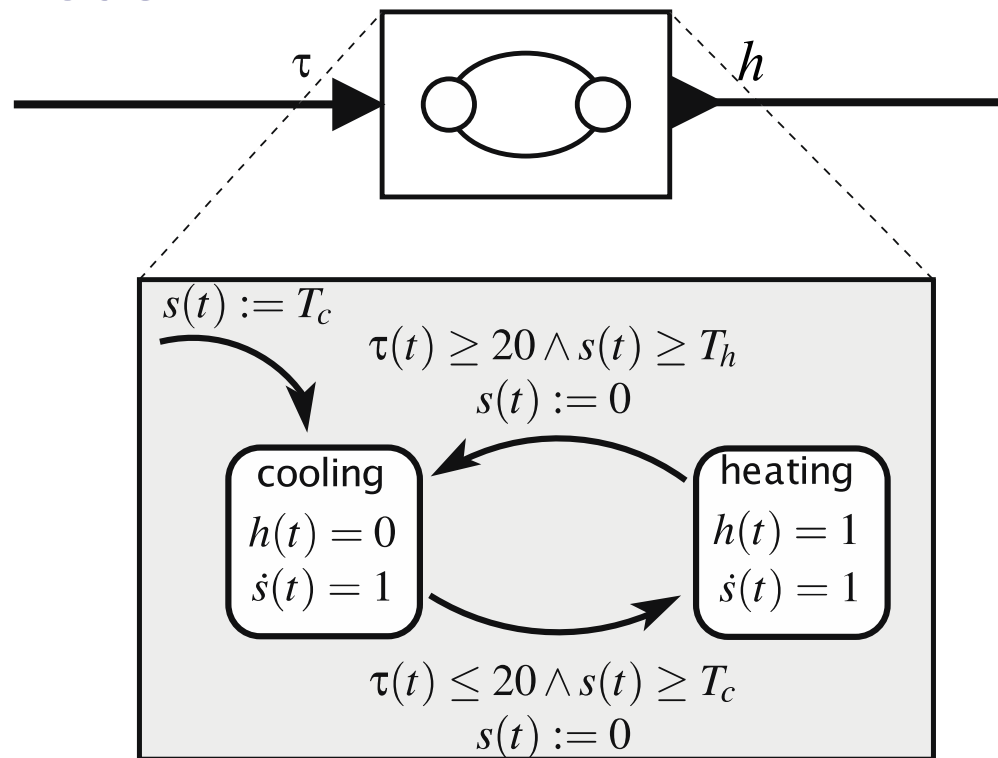 τ
h
s(t) := T_c
τ(t) ≥ 20 ∧ s(t) ≥ T_h
s(t) := 0
cooling
h(t) = 0
ṡ(t) = 1
heating
h(t) = 1
ṡ(t) = 1
τ(t) ≤ 20 ∧ s(t) ≥ T_c
s(t) := 0